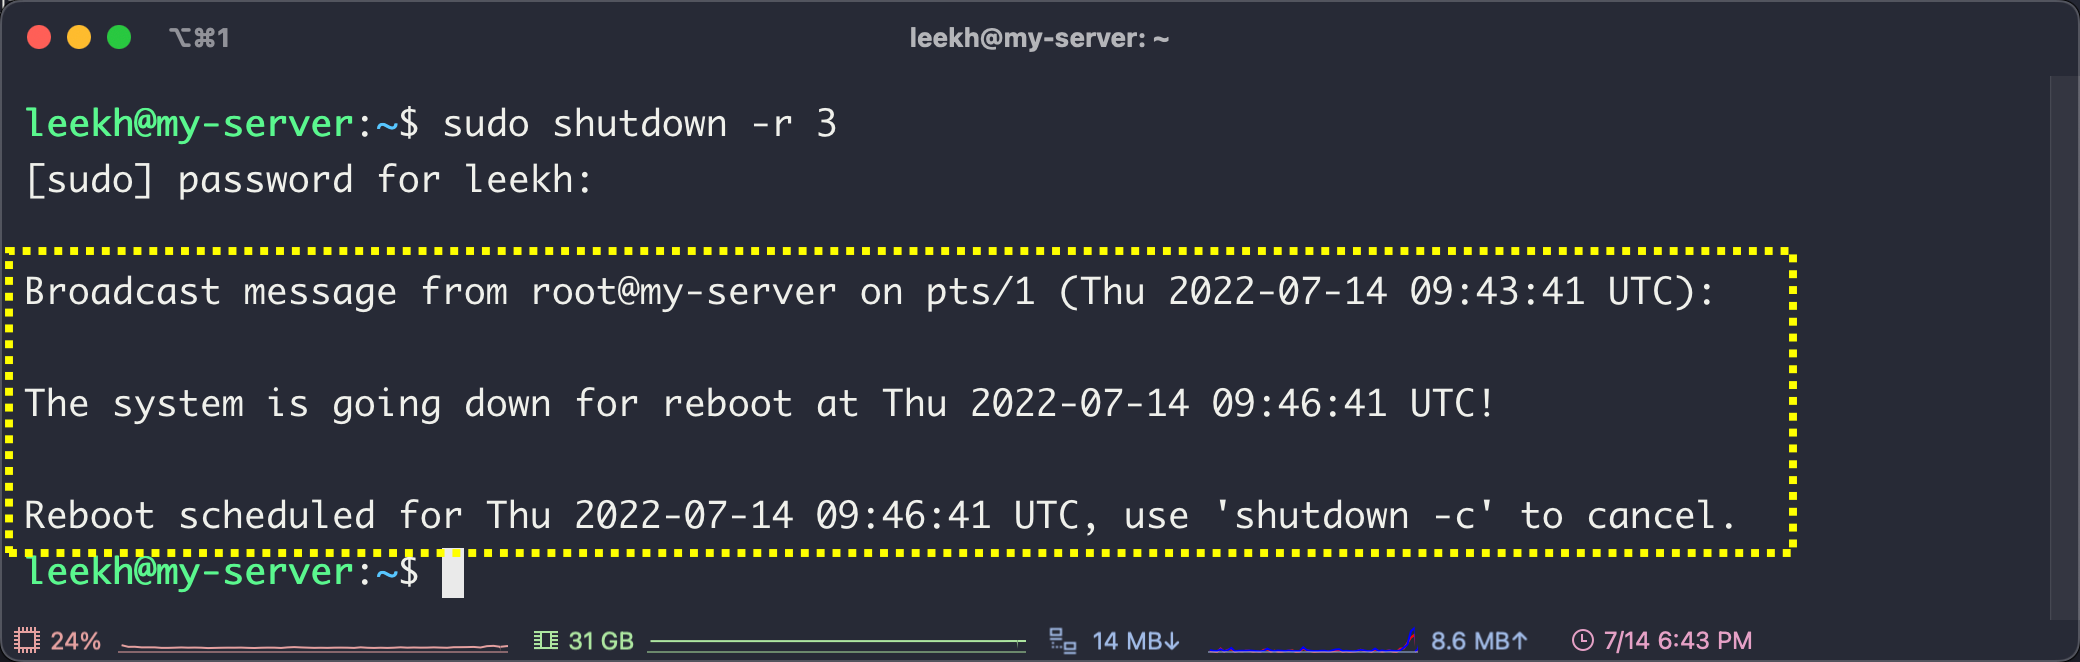 ⌥⌘1
leekh@my-server: ~
leekh@my-server:~$ sudo shutdown -r 3
[sudo] password for leekh:
Broadcast message from root@my-server on pts/1 (Thu 2022-07-14 09:43:41 UTC):
The system is going down for reboot at Thu 2022-07-14 09:46:41 UTC!
Reboot scheduled for Thu 2022-07-14 09:46:41 UTC, use 'shutdown -c' to cancel.
leekh@my-server:~$
24% 31 GB 14 MB↓ 8.6 MB↑ 7/14 6:43 PM